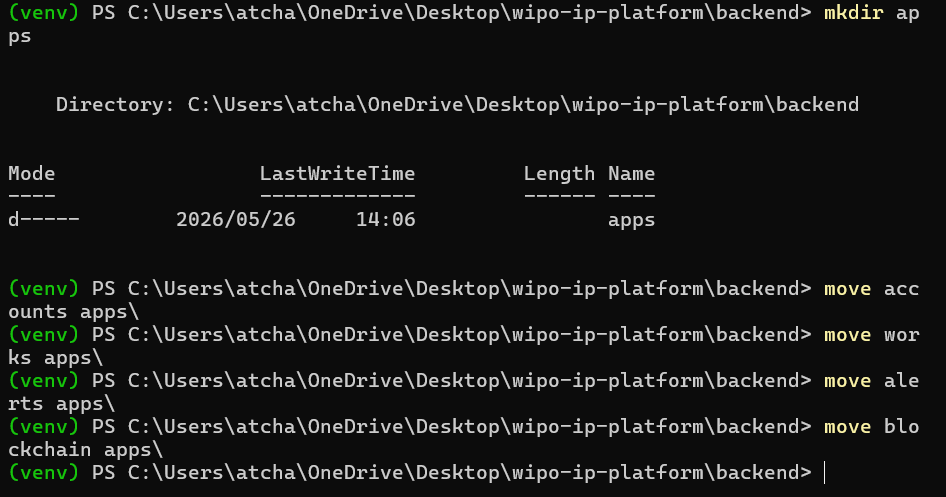 (venv) PS C:\Users\atcha\OneDrive\Desktop\wipo-ip-platform\backend> mkdir ap
ps
Directory: C:\Users\atcha\OneDrive\Desktop\wipo-ip-platform\backend
Mode                 LastWriteTime         Length Name
----                 -------------         ------ ----
d-----        2026/05/26     14:06                apps
(venv) PS C:\Users\atcha\OneDrive\Desktop\wipo-ip-platform\backend> move acc
ounts apps\
(venv) PS C:\Users\atcha\OneDrive\Desktop\wipo-ip-platform\backend> move wor
ks apps\
(venv) PS C:\Users\atcha\OneDrive\Desktop\wipo-ip-platform\backend> move ale
rts apps\
(venv) PS C:\Users\atcha\OneDrive\Desktop\wipo-ip-platform\backend> move blo
ckchain apps\
(venv) PS C:\Users\atcha\OneDrive\Desktop\wipo-ip-platform\backend>